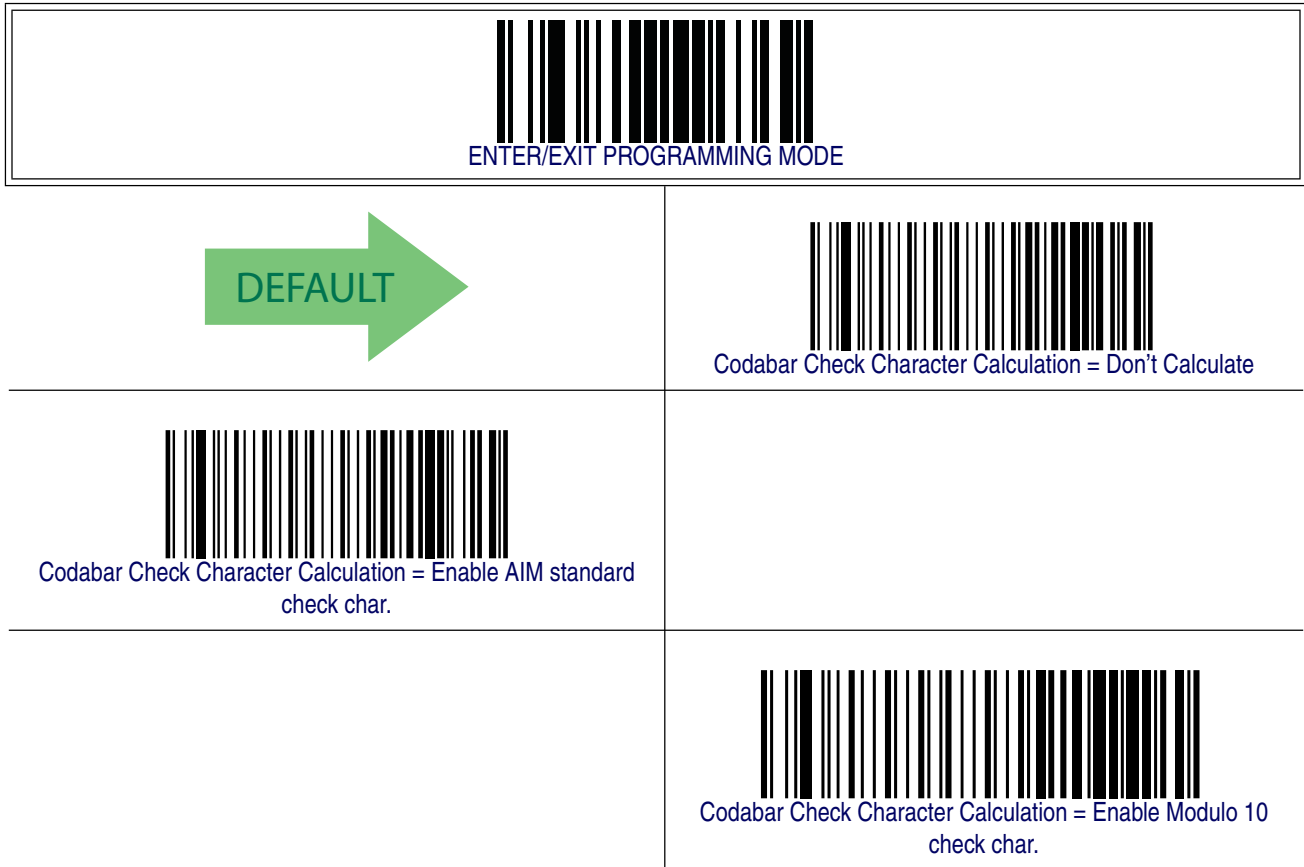 ENTER/EXIT PROGRAMMING MODE
DEFAULT
Codabar Check Character Calculation = Don't Calculate
Codabar Check Character Calculation = Enable AIM standard
check char.
Codabar Check Character Calculation = Enable Modulo 10
check char.